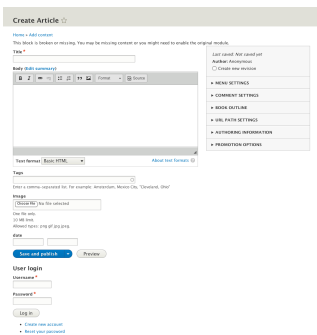 Create Article
Home » Add content
This block is broken or missing. You may be missing content or you might need to enable the original module.
Title *
Body (Edit summary)
B I
Format
Source
Text format Basic HTML
About text formats
Tags
Enter a comma-separated list. For example: Amsterdam, Mexico City, "Cleveland, Ohio"
Image
Choose File No file selected
One file only.
10 MB limit.
Allowed types: png gif jpg jpeg.
date
Save and publish
Preview
User login
Username *
Password *
Log in
Create new account
Reset your password
Last saved: Not saved yet
Author: Anonymous
Create new revision
MENU SETTINGS
COMMENT SETTINGS
BOOK OUTLINE
URL PATH SETTINGS
AUTHORING INFORMATION
PROMOTION OPTIONS